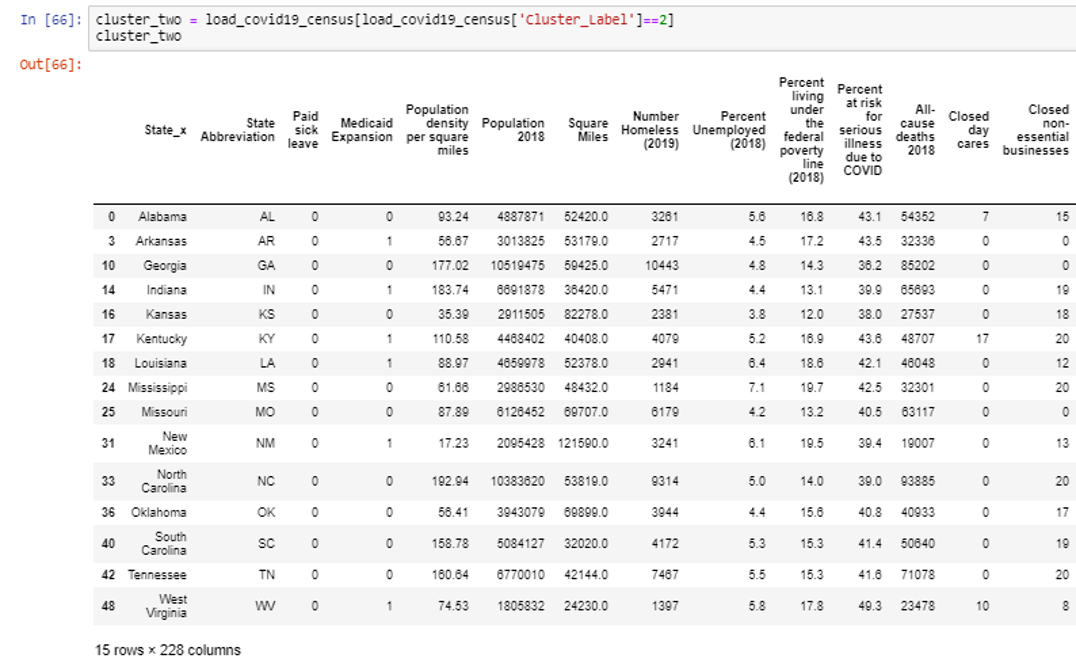 In [66]: cluster_two = load_covid19_census[load_covid19_census['Cluster_Label']==2]
cluster_two
Out[66]:
State_x State Abbreviation Paid sick leave Medicaid Expansion Population density per square miles Population 2018 Square Miles Number Homeless (2019) Percent Unemployed (2018) Percent living under the federal poverty line (2018) Percent at risk for serious illness due to COVID All-cause deaths 2018 Closed day cares Closed non-essential businesses
0 Alabama AL 0 0 93.24 4887871 52420.0 3261 5.6 16.8 43.1 54352 7 15
3 Arkansas AR 0 1 56.67 3013825 53179.0 2717 4.5 17.2 43.5 32336 0 0
10 Georgia GA 0 0 177.02 10519475 59425.0 10443 4.8 14.3 36.2 85202 0 0
14 Indiana IN 0 1 183.74 6691878 36420.0 5471 4.4 13.1 39.9 65693 0 19
16 Kansas KS 0 0 35.39 2911505 82278.0 2381 3.8 12.0 38.0 27537 0 18
17 Kentucky KY 0 1 110.58 4468402 40408.0 4079 5.2 16.9 43.6 48707 17 20
18 Louisiana LA 0 1 88.97 4659978 52378.0 2941 6.4 18.6 42.1 46048 0 12
24 Mississippi MS 0 0 61.66 2986530 48432.0 1184 7.1 19.7 42.5 32301 0 20
25 Missouri MO 0 0 87.89 6126452 69707.0 6179 4.2 13.2 40.5 63117 0 0
31 New Mexico NM 0 1 17.23 2095428 121590.0 3241 6.1 19.5 39.4 19007 0 13
33 North Carolina NC 0 0 192.94 10383620 53819.0 9314 5.0 14.0 39.0 93885 0 20
36 Oklahoma OK 0 0 56.41 3943079 69899.0 3944 4.4 15.6 40.8 40933 0 17
40 South Carolina SC 0 0 158.78 5084127 32020.0 4172 5.3 15.3 41.4 50640 0 19
42 Tennessee TN 0 0 160.64 6770010 42144.0 7467 5.5 15.3 41.6 71078 0 20
48 West Virginia WV 0 1 74.53 1805832 24230.0 1397 5.8 17.8 49.3 23478 10 8
15 rows × 228 columns